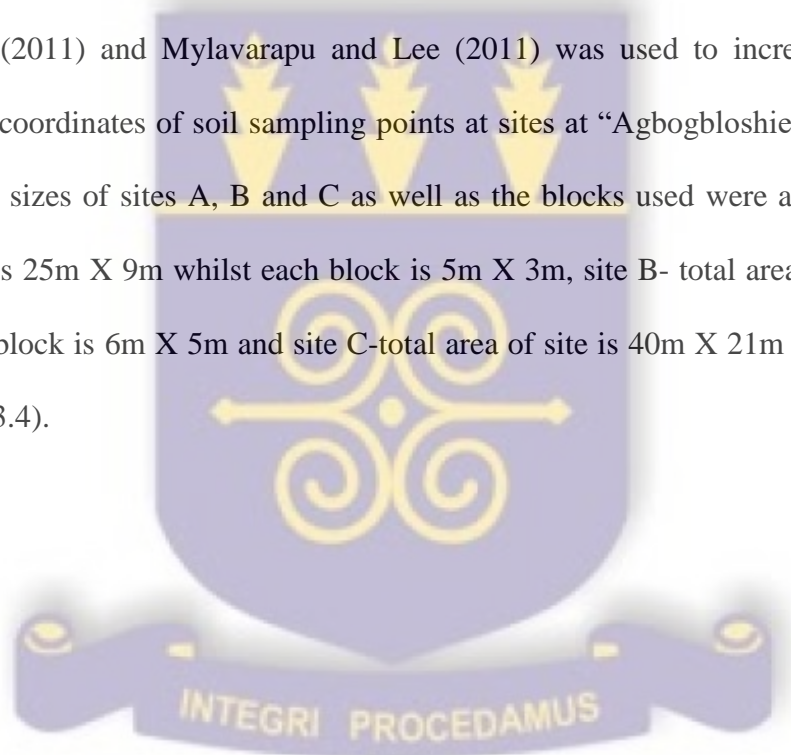 (2011) and Mylavarapu and Lee (2011) was used to incre
coordinates of soil sampling points at sites at “Agbogbloshie
sizes of sites A, B and C as well as the blocks used were a
s 25m X 9m whilst each block is 5m X 3m, site B- total area
block is 6m X 5m and site C-total area of site is 40m X 21m
3.4).
INTEGRI PROCEDAMUS